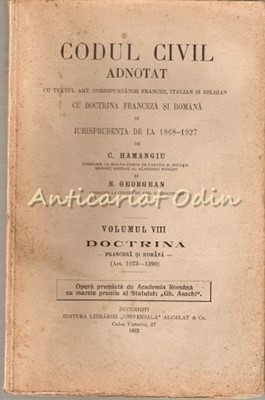 CODUL CIVIL
ADNOTAT
CU TEXTUL ART. CORESPUNZĂTOR FRANCEZ, ITALIAN ȘI BELGIAN
CU DOCTRINA FRANCEZĂ ȘI ROMÂNĂ
ȘI
JURISPRUDENȚA DE LA 1868-1927
DE
C. HAMANGIU
ȘI
N. GEORGEAN
Anticariat Odin
VOLUMUL VIII
DOCTRINA
- FRANCEZĂ ȘI ROMÂNĂ -
(Art. 1073-1390)
Operă premiată de Academia Română
cu marele premiu al Statului: „Gh. Asachi".
BUCUREȘTI
EDITURA LIBRĂRIEI „UNIVERSALA" ALCALAY & Co.
Calea Victoriei, 27